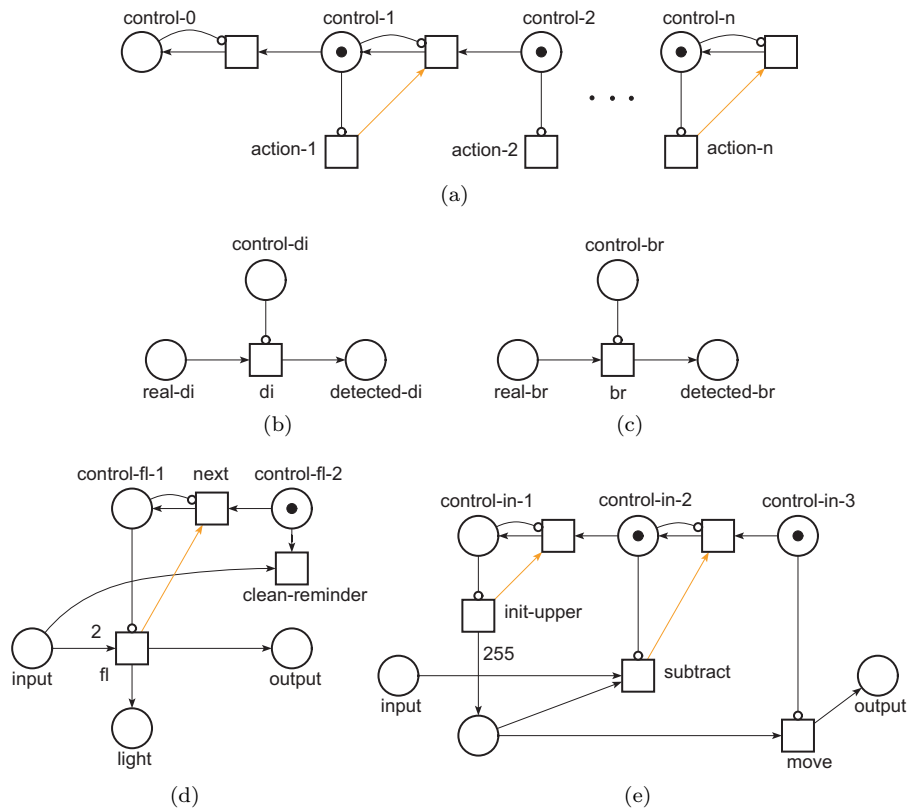 control-0 control-1 control-2 control-n
action-1 action-2 action-n
(a)
control-di control-br
real-di di detected-di real-br br detected-br
(b) (c)
control-fl-1 next control-fl-2
control-in-1 control-in-2 control-in-3
clean-reminder
init-upper
2
255
input fl output
input subtract
output
light
move
(d) (e)